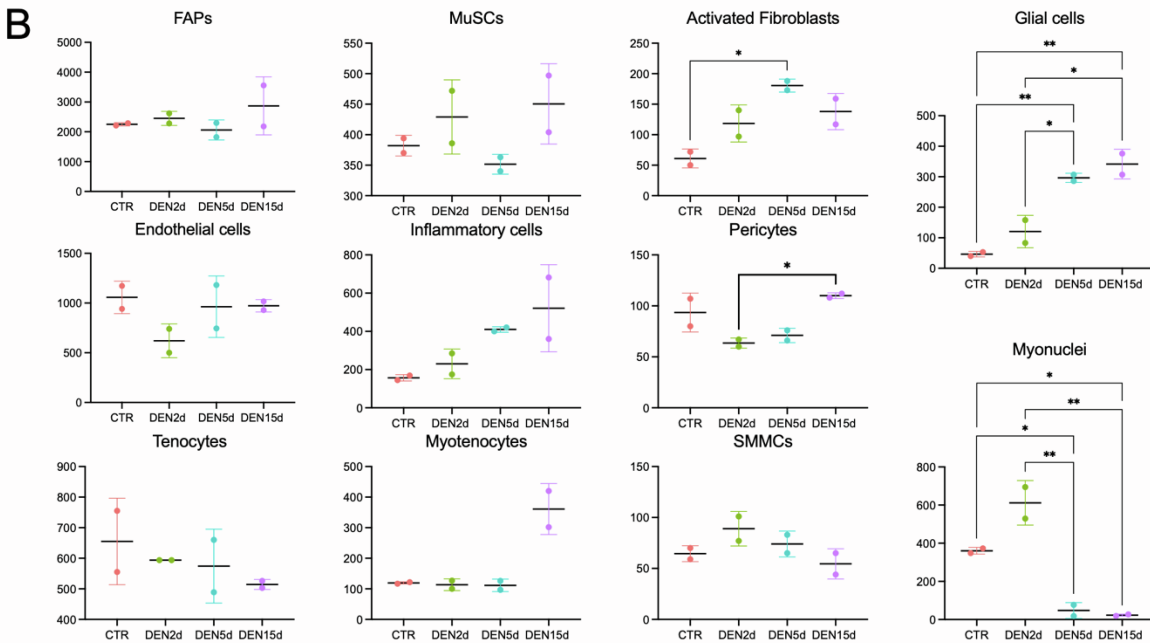 B
FAPs
5000
4000
3000
2000
1000
0
CTR DEN2d DEN5d DEN15d
MuSCs
550
500
450
400
350
300
CTR DEN2d DEN5d DEN15d
Activated Fibroblasts
250
200
150
100
50
0
*
CTR DEN2d DEN5d DEN15d
Glial cells
**
*
**
*
500
400
300
200
100
0
CTR DEN2d DEN5d DEN15d
Endothelial cells
1500
1000
500
0
CTR DEN2d DEN5d DEN15d
Inflammatory cells
800
600
400
200
0
CTR DEN2d DEN5d DEN15d
Pericytes
150
100
50
0
*
CTR DEN2d DEN5d DEN15d
Myonuclei
*
**
*
**
800
600
400
200
0
CTR DEN2d DEN5d DEN15d
Tenocytes
900
800
700
600
500
400
CTR DEN2d DEN5d DEN15d
Myotenocytes
500
400
300
200
100
0
CTR DEN2d DEN5d DEN15d
SMMCs
150
100
50
0
CTR DEN2d DEN5d DEN15d